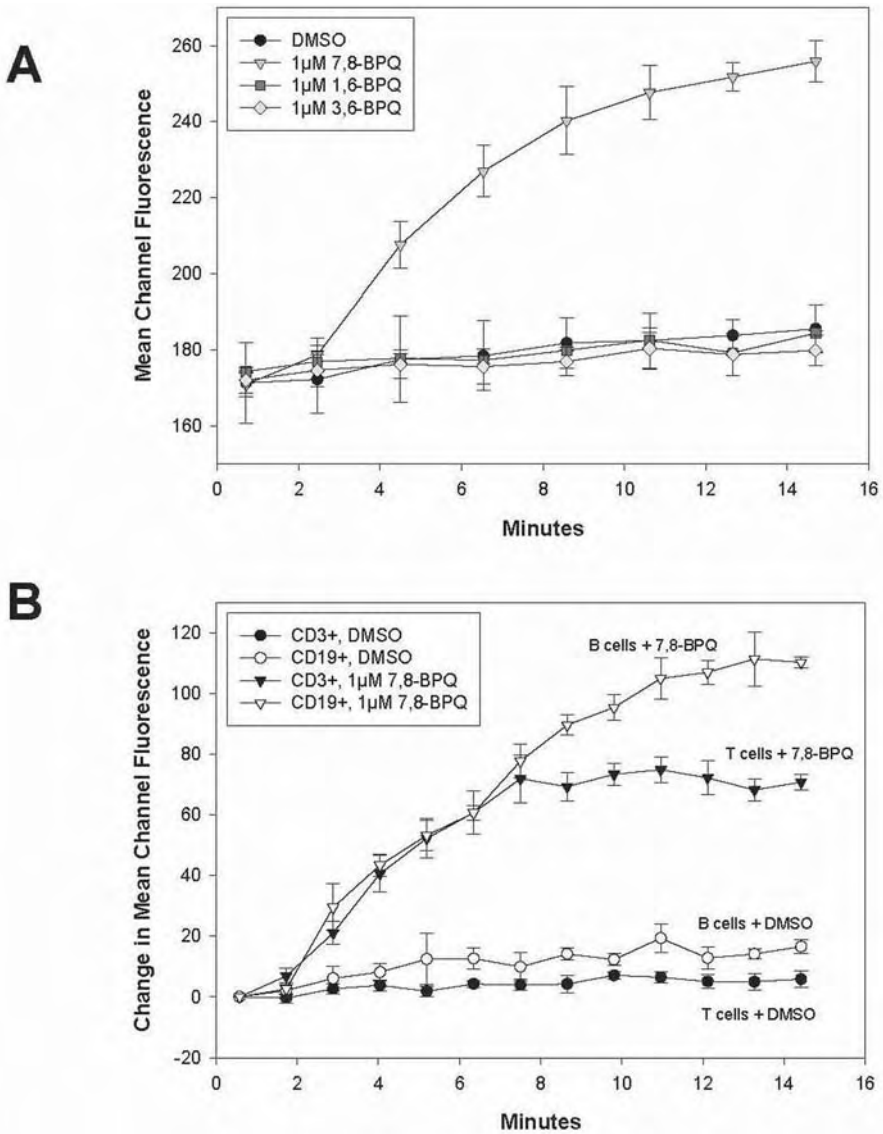 A
DMSO
1µM 7,8-BPQ
1µM 1,6-BPQ
1µM 3,6-BPQ
Mean Channel Fluorescence
260
240
220
200
180
160
0 2 4 6 8 10 12 14 16
Minutes
B
CD3+, DMSO
CD19+, DMSO
CD3+, 1µM 7,8-BPQ
CD19+, 1µM 7,8-BPQ
B cells + 7,8-BPQ
T cells + 7,8-BPQ
B cells + DMSO
T cells + DMSO
Change in Mean Channel Fluorescence
120
100
80
60
40
20
0
-20
0 2 4 6 8 10 12 14 16
Minutes